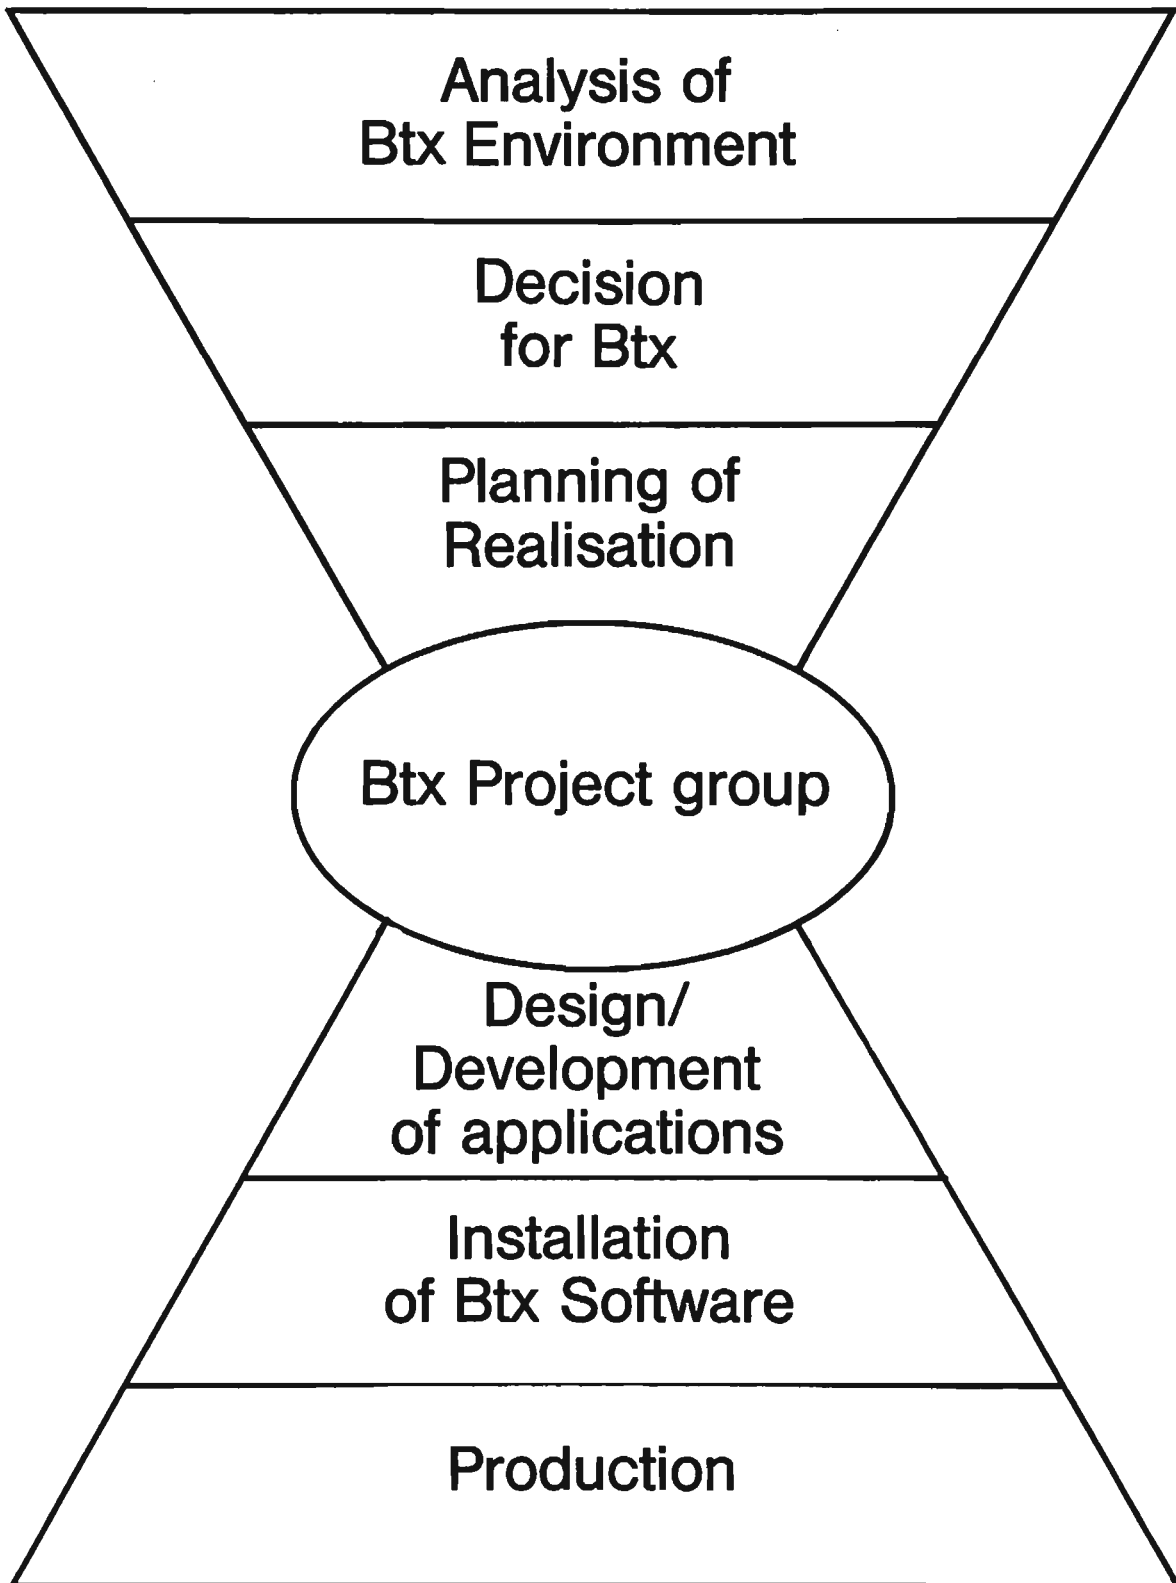 Analysis of
Btx Environment
Decision
for Btx
Planning of
Realisation
Btx Project group
Design/
Development
of applications
Installation
of Btx Software
Production